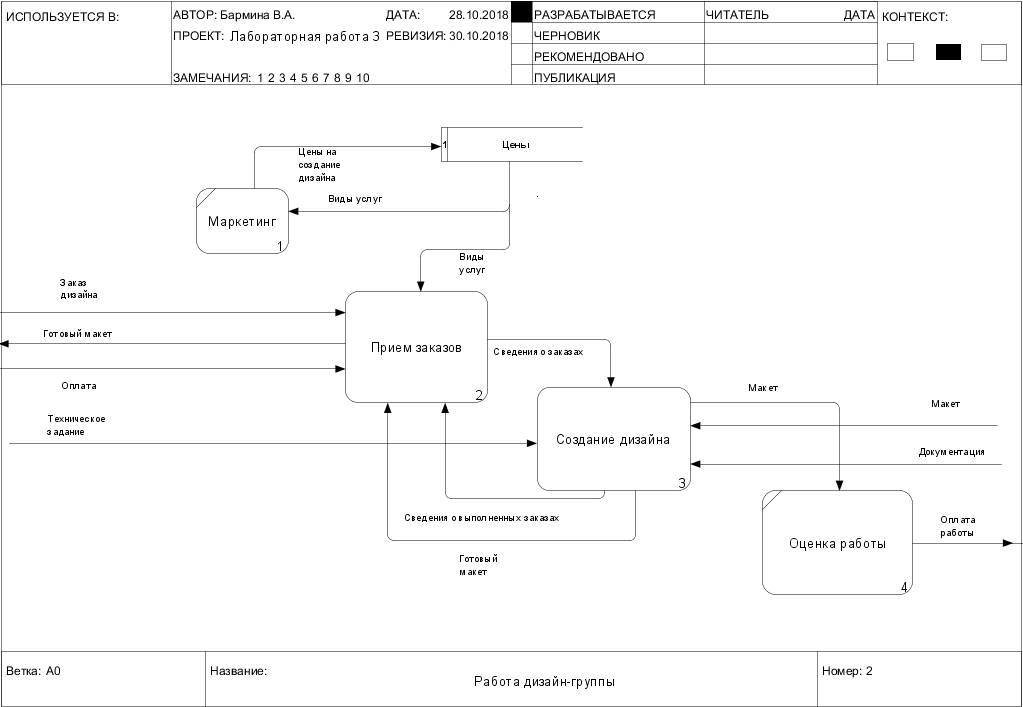 ИСПОЛЬЗУЕТСЯ В:
АВТОР: Бармина В.А.
ДАТА: 28.10.2018
РАЗРАБАТЫВАЕТСЯ
ЧИТАТЕЛЬ
ДАТА
КОНТЕКСТ:
ПРОЕКТ: Лабораторная работа 3
РЕВИЗИЯ: 30.10.2018
ЧЕРНОВИК
РЕКОМЕНДОВАНО
ЗАМЕЧАНИЯ: 1 2 3 4 5 6 7 8 9 10
ПУБЛИКАЦИЯ
1
Цены
Цены на
создание
дизайна
Виды услуг
Маркетинг
1
Виды
услуг
Заказ
дизайна
Готовый макет
Оплата
Прием заказов
2
Сведения о заказах
Техническое
задание
Создание дизайна
3
Макет
Макет
Документация
Сведения о выполненных заказах
Готовый
макет
Оценка работы
4
Оплата
работы
Ветка: A0
Название:
Работа дизайн-группы
Номер: 2